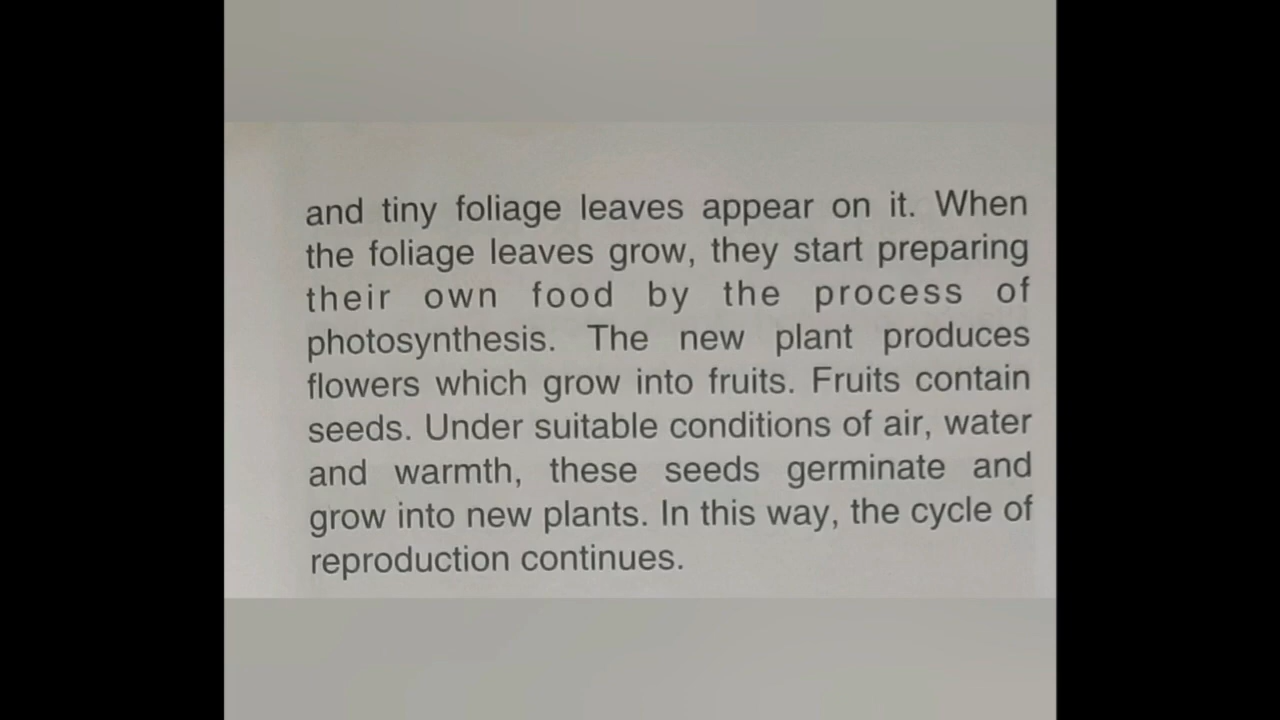 and tiny foliage leaves appear on it. When
the foliage leaves grow, they start preparing
their own food by the process of
photosynthesis. The new plant produces
flowers which grow into fruits. Fruits contain
seeds. Under suitable conditions of air, water
and warmth, these seeds germinate and
grow into new plants. In this way, the cycle of
reproduction continues.